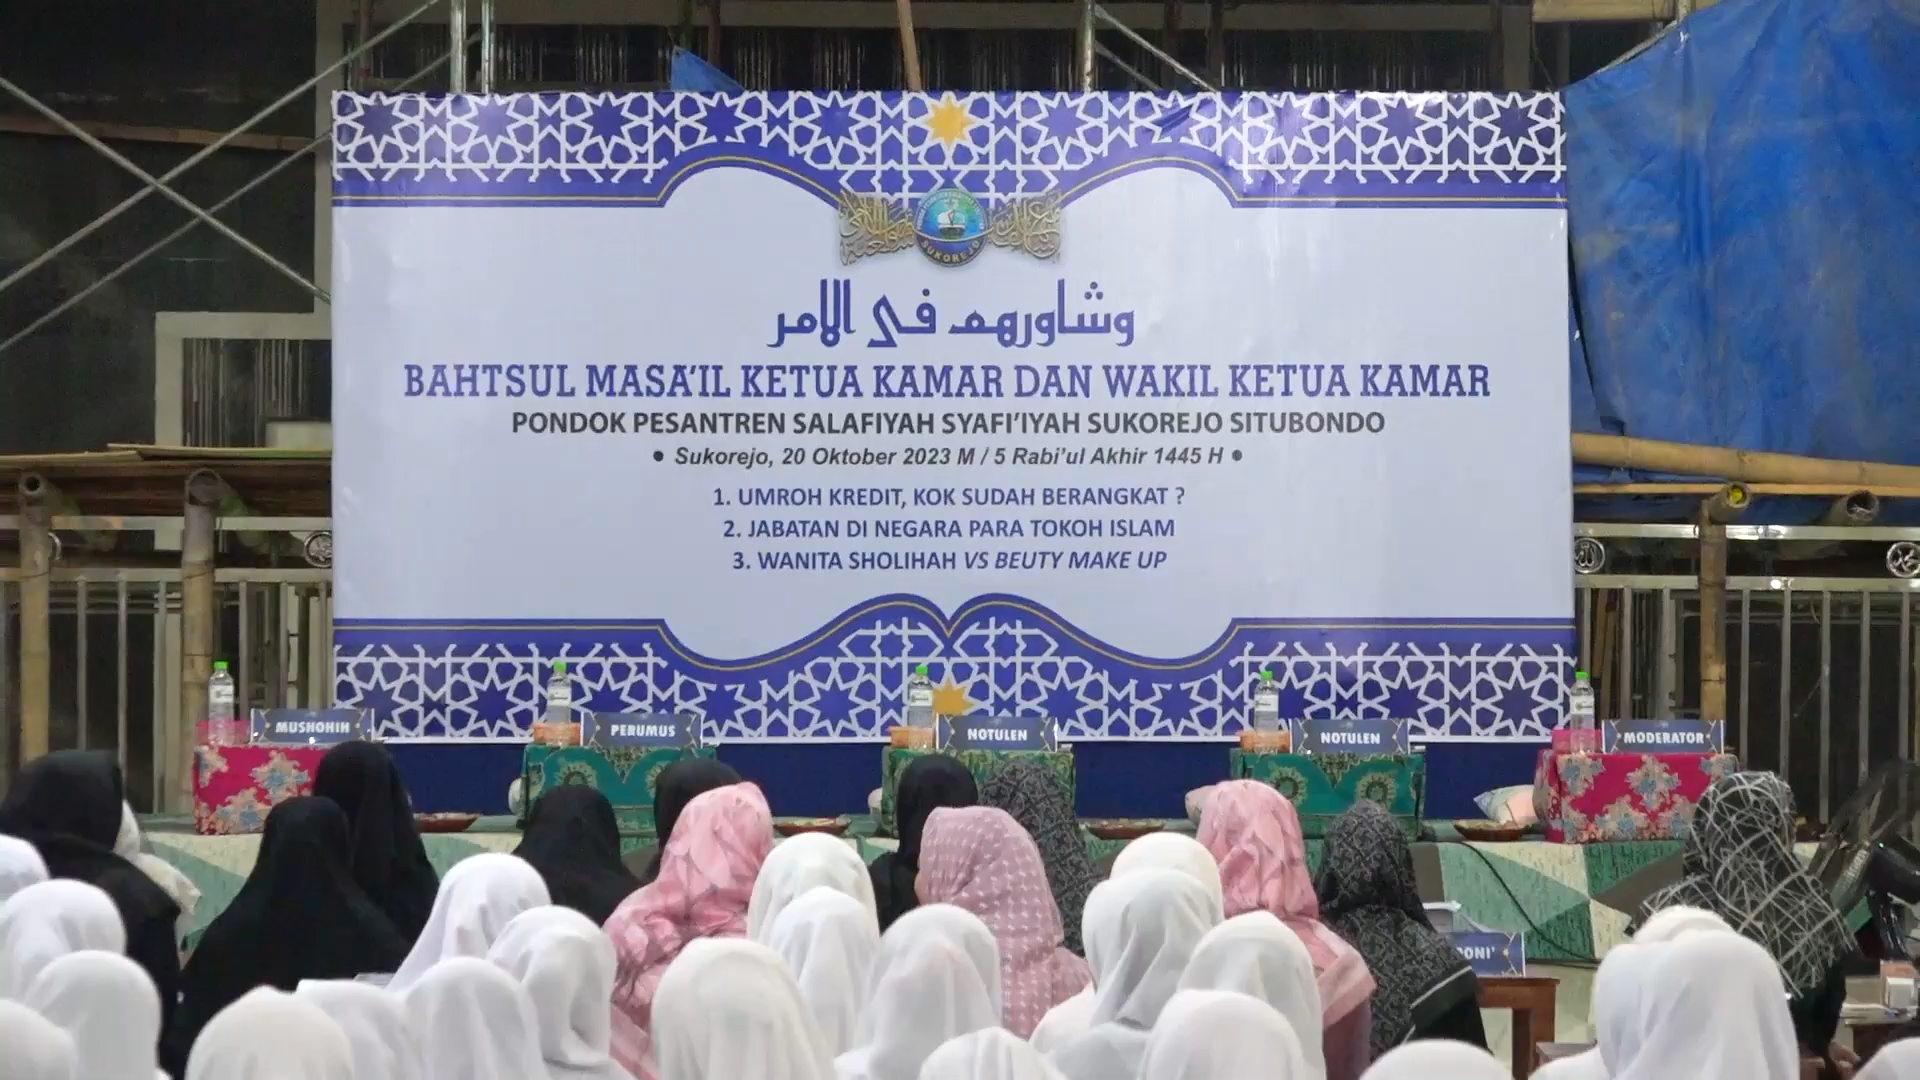 SUKOREJO
وشاورهم في الامر
BAHTSUL MASA'IL KETUA KAMAR DAN WAKIL KETUA KAMAR
PONDOK PESANTREN SALAFIYAH SYAFI'IYAH SUKOREJO SITUBONDO
• Sukorejo, 20 Oktober 2023 M / 5 Rabi'ul Akhir 1445 H •
1. UMROH KREDIT, KOK SUDAH BERANGKAT ?
2. JABATAN DI NEGARA PARA TOKOH ISLAM
3. WANITA SHOLIHAH VS BEUTY MAKE UP
MUSHOHIH
PERUMUS
NOTULEN
NOTULEN
MODERATOR